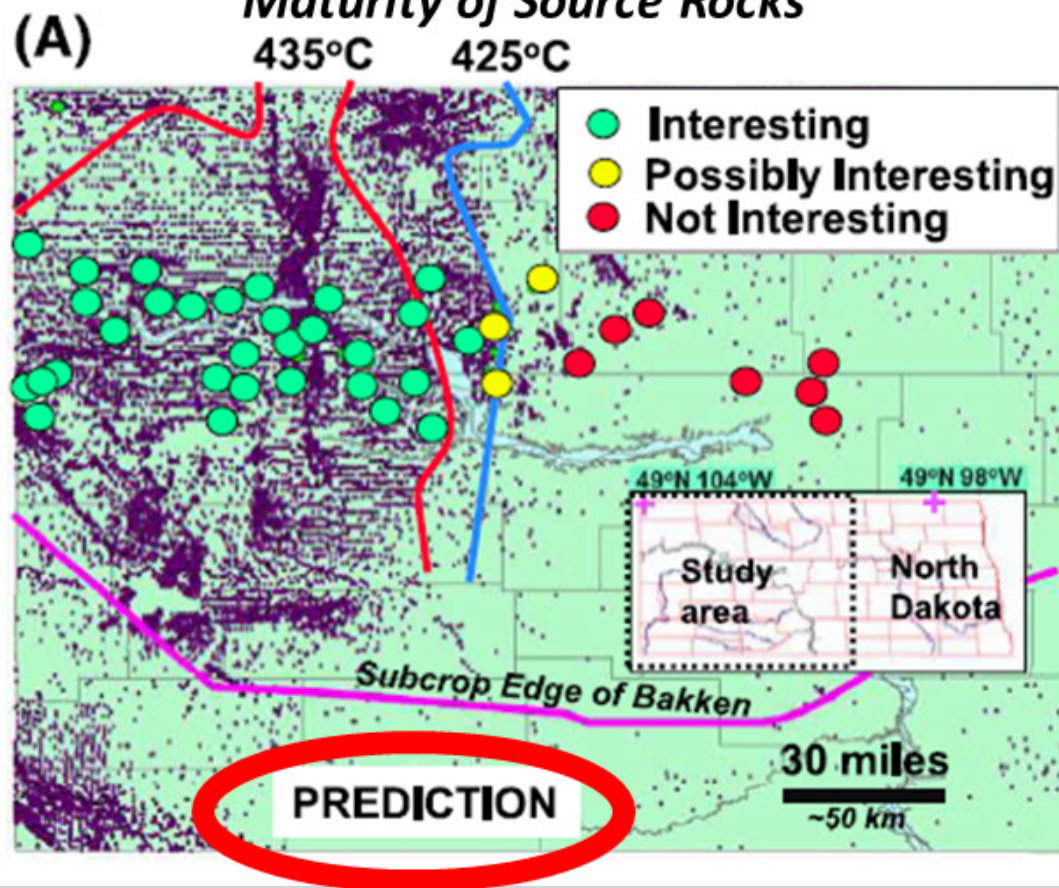 Maturity of Source Rocks
(A)
435°C 425°C
Interesting
Possibly Interesting
Not Interesting
49°N 104°W 49°N 98°W
Study
area
North
Dakota
Subcrop Edge of Bakken
30 miles
~50 km
PREDICTION